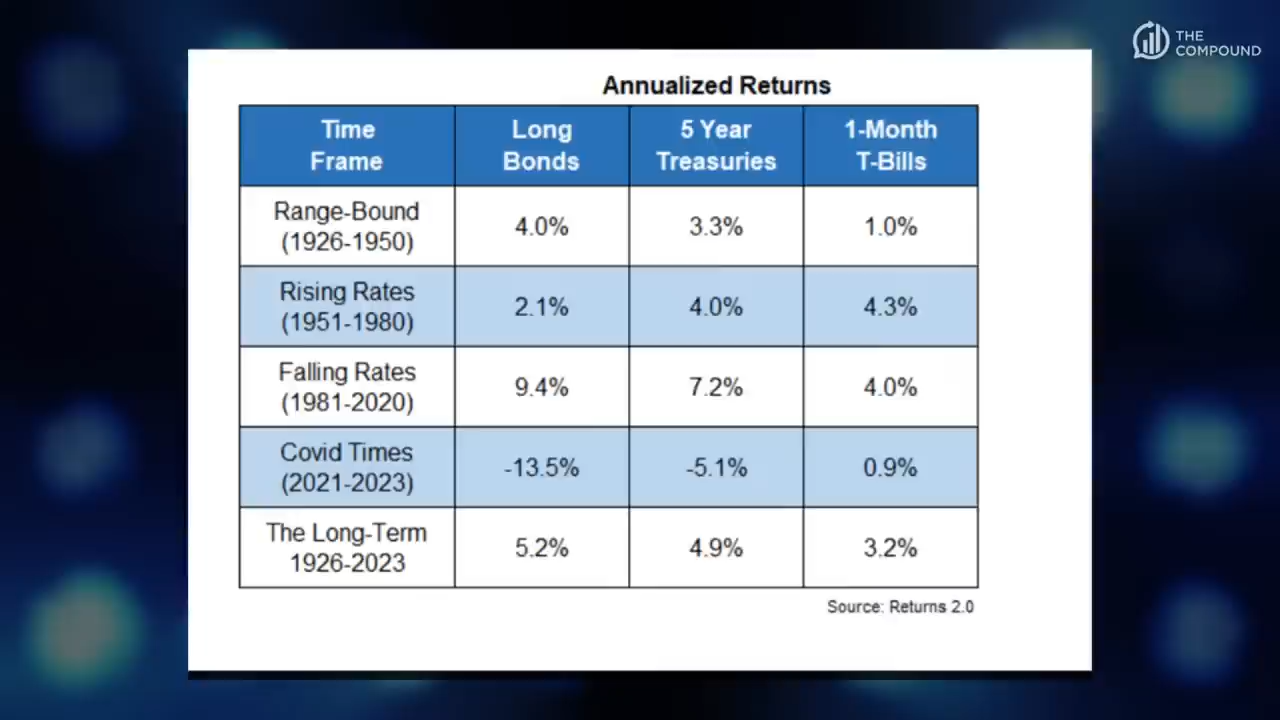 THE
COMPOUND
Annualized Returns
Time
Frame
Long
Bonds
5 Year
Treasuries
1-Month
T-Bills
Range-Bound
(1926-1950)
4.0%
3.3%
1.0%
Rising Rates
(1951-1980)
2.1%
4.0%
4.3%
Falling Rates
(1981-2020)
9.4%
7.2%
4.0%
Covid Times
(2021-2023)
-13.5%
-5.1%
0.9%
The Long-Term
1926-2023
5.2%
4.9%
3.2%
Source: Returns 2.0